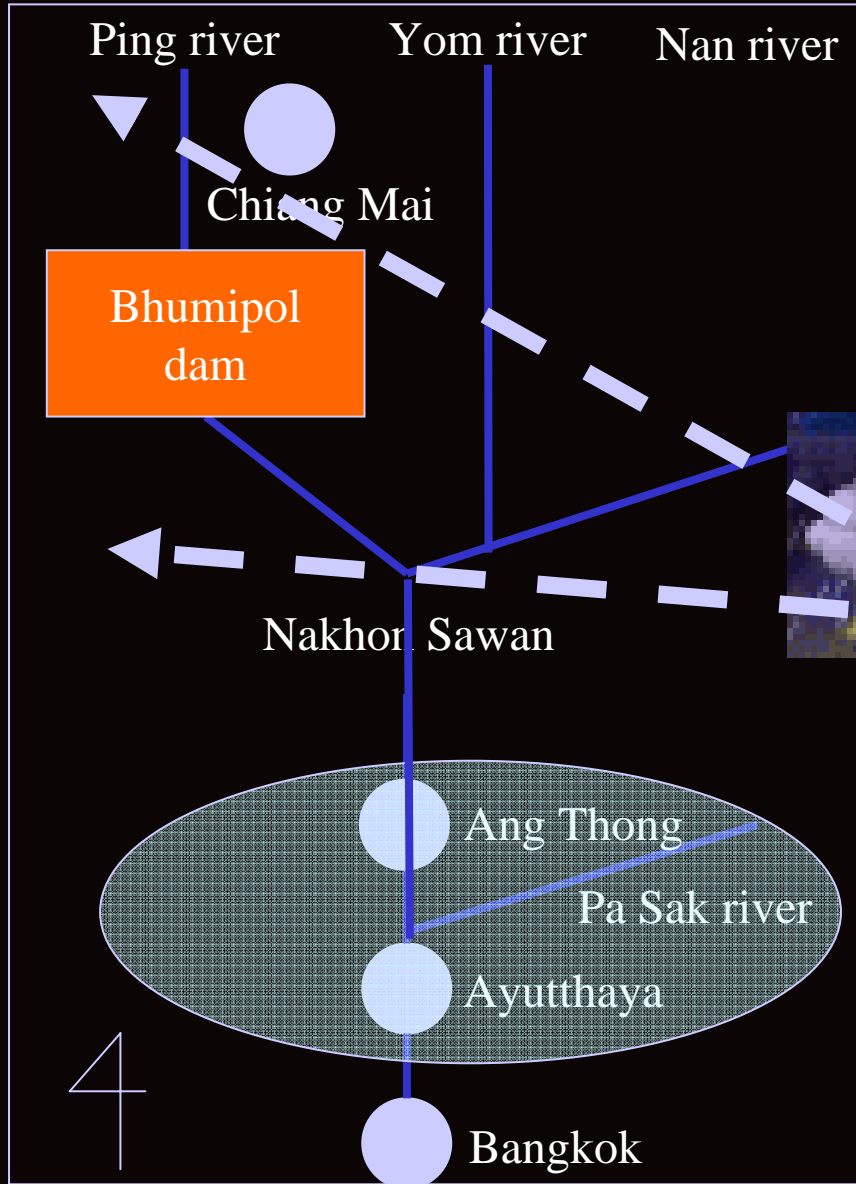 Ping river
Yom river
Nan river
Chiang Mai
Bhumipol
dam
Nakhon Sawan
Ang Thong
Pa Sak river
Ayutthaya
Bangkok